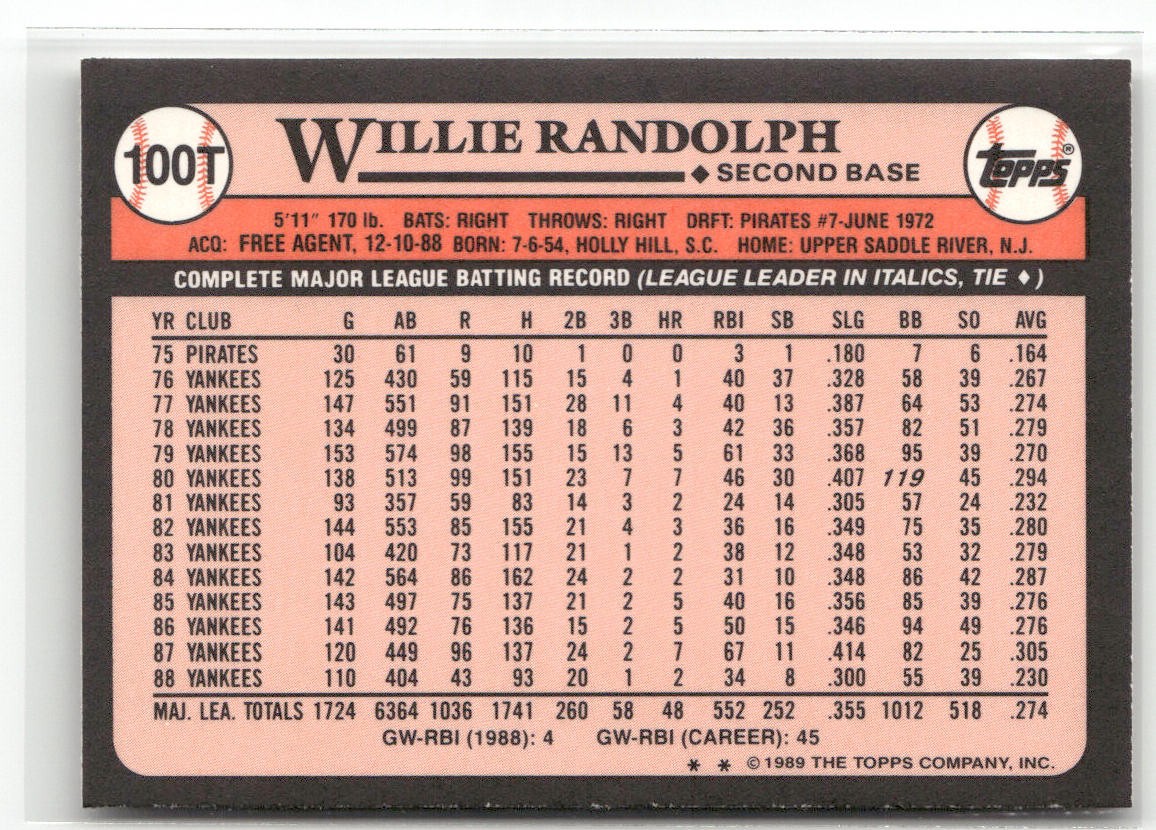 100T
WILLIE RANDOLPH
TOPPS®
◆ SECOND BASE
5'11" 170 lb. BATS: RIGHT THROWS: RIGHT DRFT: PIRATES #7-JUNE 1972
ACQ: FREE AGENT, 12-10-88 BORN: 7-6-54, HOLLY HILL, S.C. HOME: UPPER SADDLE RIVER, N.J.
COMPLETE MAJOR LEAGUE BATTING RECORD (LEAGUE LEADER IN ITALICS, TIE ♦)
YR CLUB G AB R H 2B 3B HR RBI SB SLG BB SO AVG
75 PIRATES 30 61 9 10 1 0 0 3 1 .180 7 6 .164
76 YANKEES 125 430 59 115 15 4 1 40 37 .328 58 39 .267
77 YANKEES 147 551 91 151 28 11 4 40 13 .387 64 53 .274
78 YANKEES 134 499 87 139 18 6 3 42 36 .357 82 51 .279
79 YANKEES 153 574 98 155 15 13 5 61 33 .368 95 39 .270
80 YANKEES 138 513 99 151 23 7 7 46 30 .407 119 45 .294
81 YANKEES 93 357 59 83 14 3 2 24 14 .305 57 24 .232
82 YANKEES 144 553 85 155 21 4 3 36 16 .349 75 35 .280
83 YANKEES 104 420 73 117 21 1 2 38 12 .348 53 32 .279
84 YANKEES 142 564 86 162 24 2 2 31 10 .348 86 42 .287
85 YANKEES 143 497 75 137 21 2 5 40 16 .356 85 39 .276
86 YANKEES 141 492 76 136 15 2 5 50 15 .346 94 49 .276
87 YANKEES 120 449 96 137 24 2 7 67 11 .414 82 25 .305
88 YANKEES 110 404 43 93 20 1 2 34 8 .300 55 39 .230
MAJ. LEA. TOTALS 1724 6364 1036 1741 260 58 48 552 252 .355 1012 518 .274
GW-RBI (1988): 4 GW-RBI (CAREER): 45
* * ©1989 THE TOPPS COMPANY, INC.